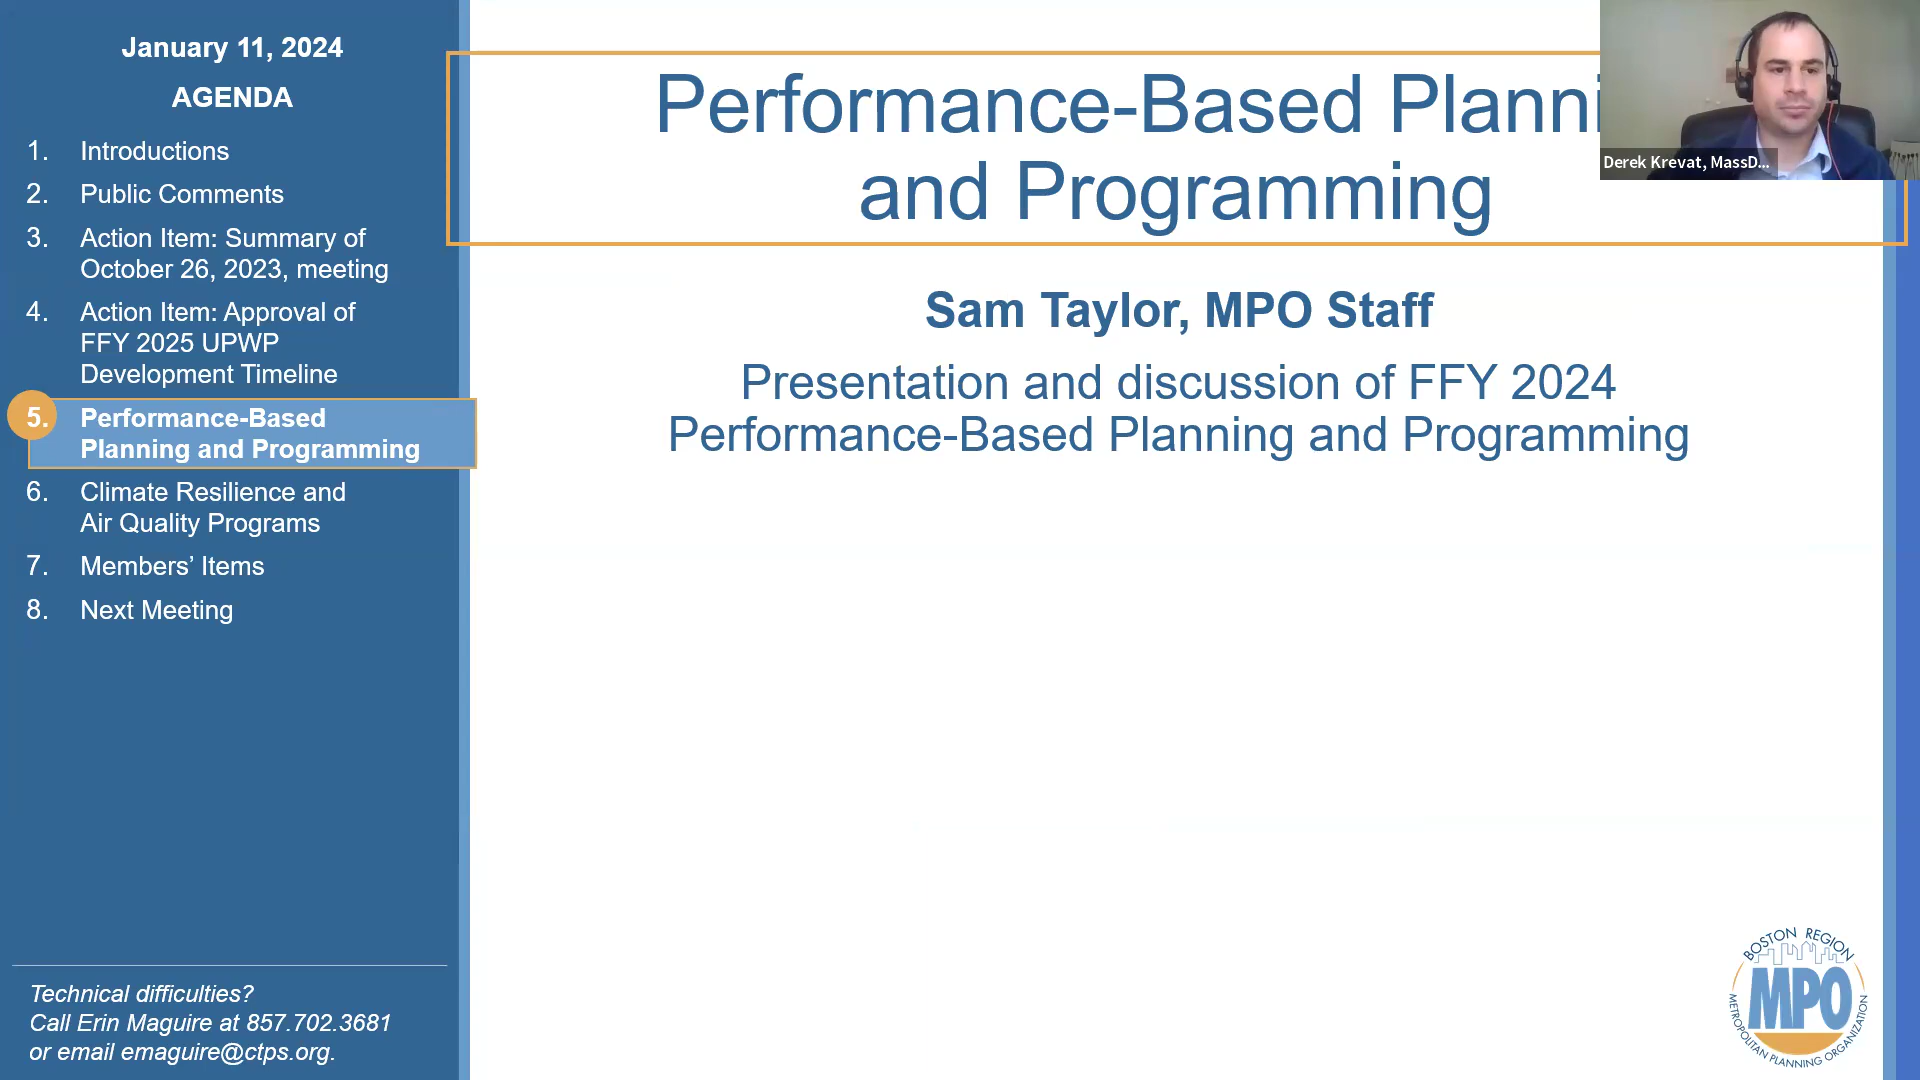 January 11, 2024
AGENDA
1. Introductions
2. Public Comments
3. Action Item: Summary of
October 26, 2023, meeting
4. Action Item: Approval of
FFY 2025 UPWP
Development Timeline
5. Performance-Based
Planning and Programming
6. Climate Resilience and
Air Quality Programs
7. Members’ Items
8. Next Meeting
Technical difficulties?
Call Erin Maguire at 857.702.3681
or email emaguire@ctps.org.
Performance-Based Planni
and Programming
Sam Taylor, MPO Staff
Presentation and discussion of FFY 2024
Performance-Based Planning and Programming
Derek Krevat, MassD...
BOSTON REGION
MPO
METROPOLITAN PLANNING ORGANIZATION